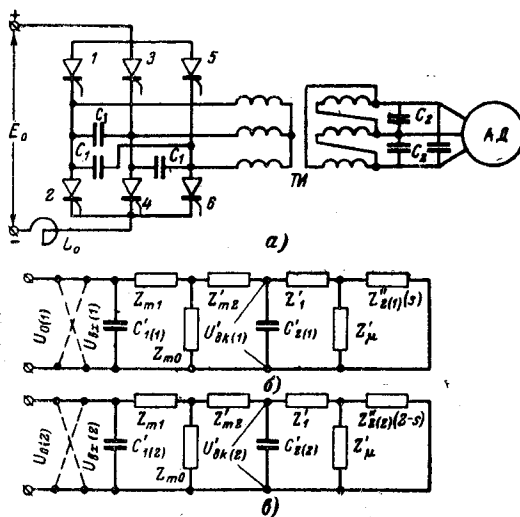 +
1 3 5
C₁
E₀
C₁ C₁
2 4 6
-
L₀
ТИ
C₂
C₂
А.Д
а)
U₀(1)
Uвх(1)
C'₁(1)
Zm1
Zm0
Z'm2
U'вк(1)
C'₂(1)
Z'₁
Z'μ
Z''₂(1)(s)
б)
U₀(2)
Uвх(2)
C'₁(2)
Zm1
Zm0
Z'm2
U'вк(2)
C'₂(2)
Z'₁
Z'μ
Z''₂(2)(2-s)
в)